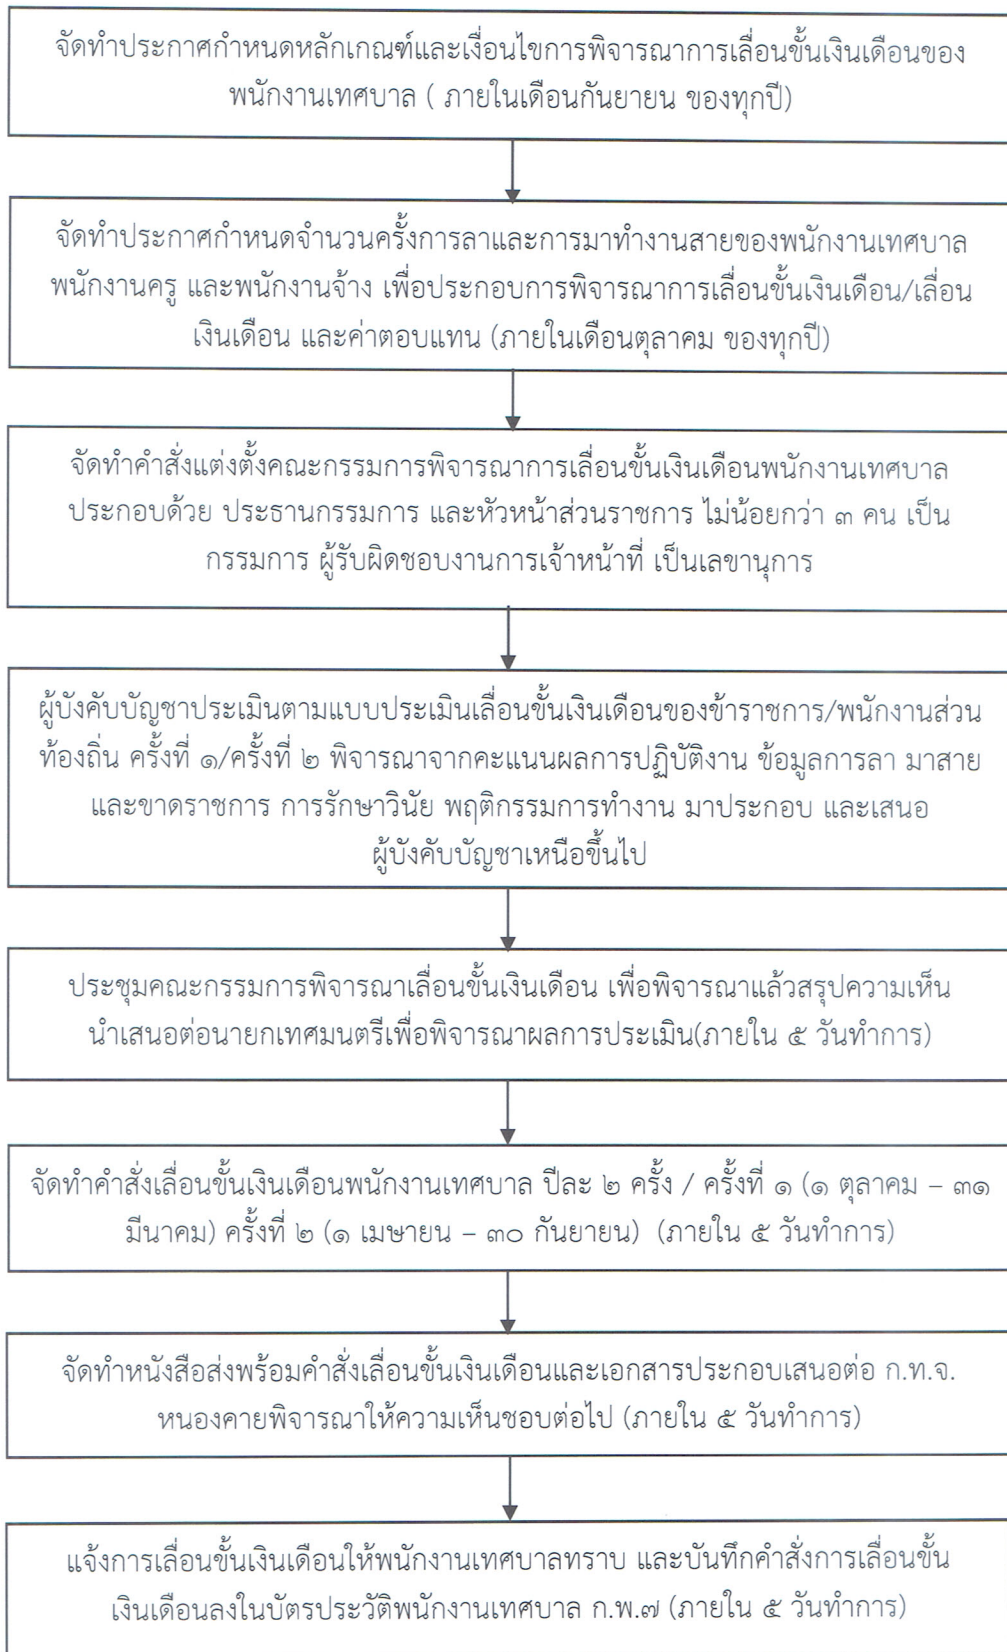 จัดทำประกาศกำหนดหลักเกณฑ์และเงื่อนไขการพิจารณาการเลื่อนขั้นเงินเดือนของ
พนักงานเทศบาล ( ภายในเดือนกันยายน ของทุกปี)
จัดทำประกาศกำหนดจำนวนครั้งการลาและการมาทำงานสายของพนักงานเทศบาล
พนักงานครู และพนักงานจ้าง เพื่อประกอบการพิจารณาการเลื่อนขั้นเงินเดือน/เลื่อน
เงินเดือน และค่าตอบแทน (ภายในเดือนตุลาคม ของทุกปี)
จัดทำคำสั่งแต่งตั้งคณะกรรมการพิจารณาการเลื่อนขั้นเงินเดือนพนักงานเทศบาล
ประกอบด้วย ประธานกรรมการ และหัวหน้าส่วนราชการ ไม่น้อยกว่า ๓ คน เป็น
กรรมการ ผู้รับผิดชอบงานการเจ้าหน้าที่ เป็นเลขานุการ
ผู้บังคับบัญชาประเมินตามแบบประเมินเลื่อนขั้นเงินเดือนของข้าราชการ/พนักงานส่วน
ท้องถิ่น ครั้งที่ ๑/ครั้งที่ ๒ พิจารณาจากคะแนนผลการปฏิบัติงาน ข้อมูลการลา มาสาย
และขาดราชการ การรักษาวินัย พฤติกรรมการทำงาน มาประกอบ และเสนอ
ผู้บังคับบัญชาเหนือขึ้นไป
ประชุมคณะกรรมการพิจารณาเลื่อนขั้นเงินเดือน เพื่อพิจารณาแล้วสรุปความเห็น
นำเสนอต่อนายกเทศมนตรีเพื่อพิจารณาผลการประเมิน(ภายใน ๕ วันทำการ)
จัดทำคำสั่งเลื่อนขั้นเงินเดือนพนักงานเทศบาล ปีละ ๒ ครั้ง / ครั้งที่ ๑ (๑ ตุลาคม – ๓๑
มีนาคม) ครั้งที่ ๒ (๑ เมษายน – ๓๐ กันยายน) (ภายใน ๕ วันทำการ)
จัดทำหนังสือส่งพร้อมคำสั่งเลื่อนขั้นเงินเดือนและเอกสารประกอบเสนอต่อ ก.ท.จ.
หนองคายพิจารณาให้ความเห็นชอบต่อไป (ภายใน ๕ วันทำการ)
แจ้งการเลื่อนขั้นเงินเดือนให้พนักงานเทศบาลทราบ และบันทึกคำสั่งการเลื่อนขั้น
เงินเดือนลงในบัตรประวัติพนักงานเทศบาล ก.พ.๗ (ภายใน ๕ วันทำการ)